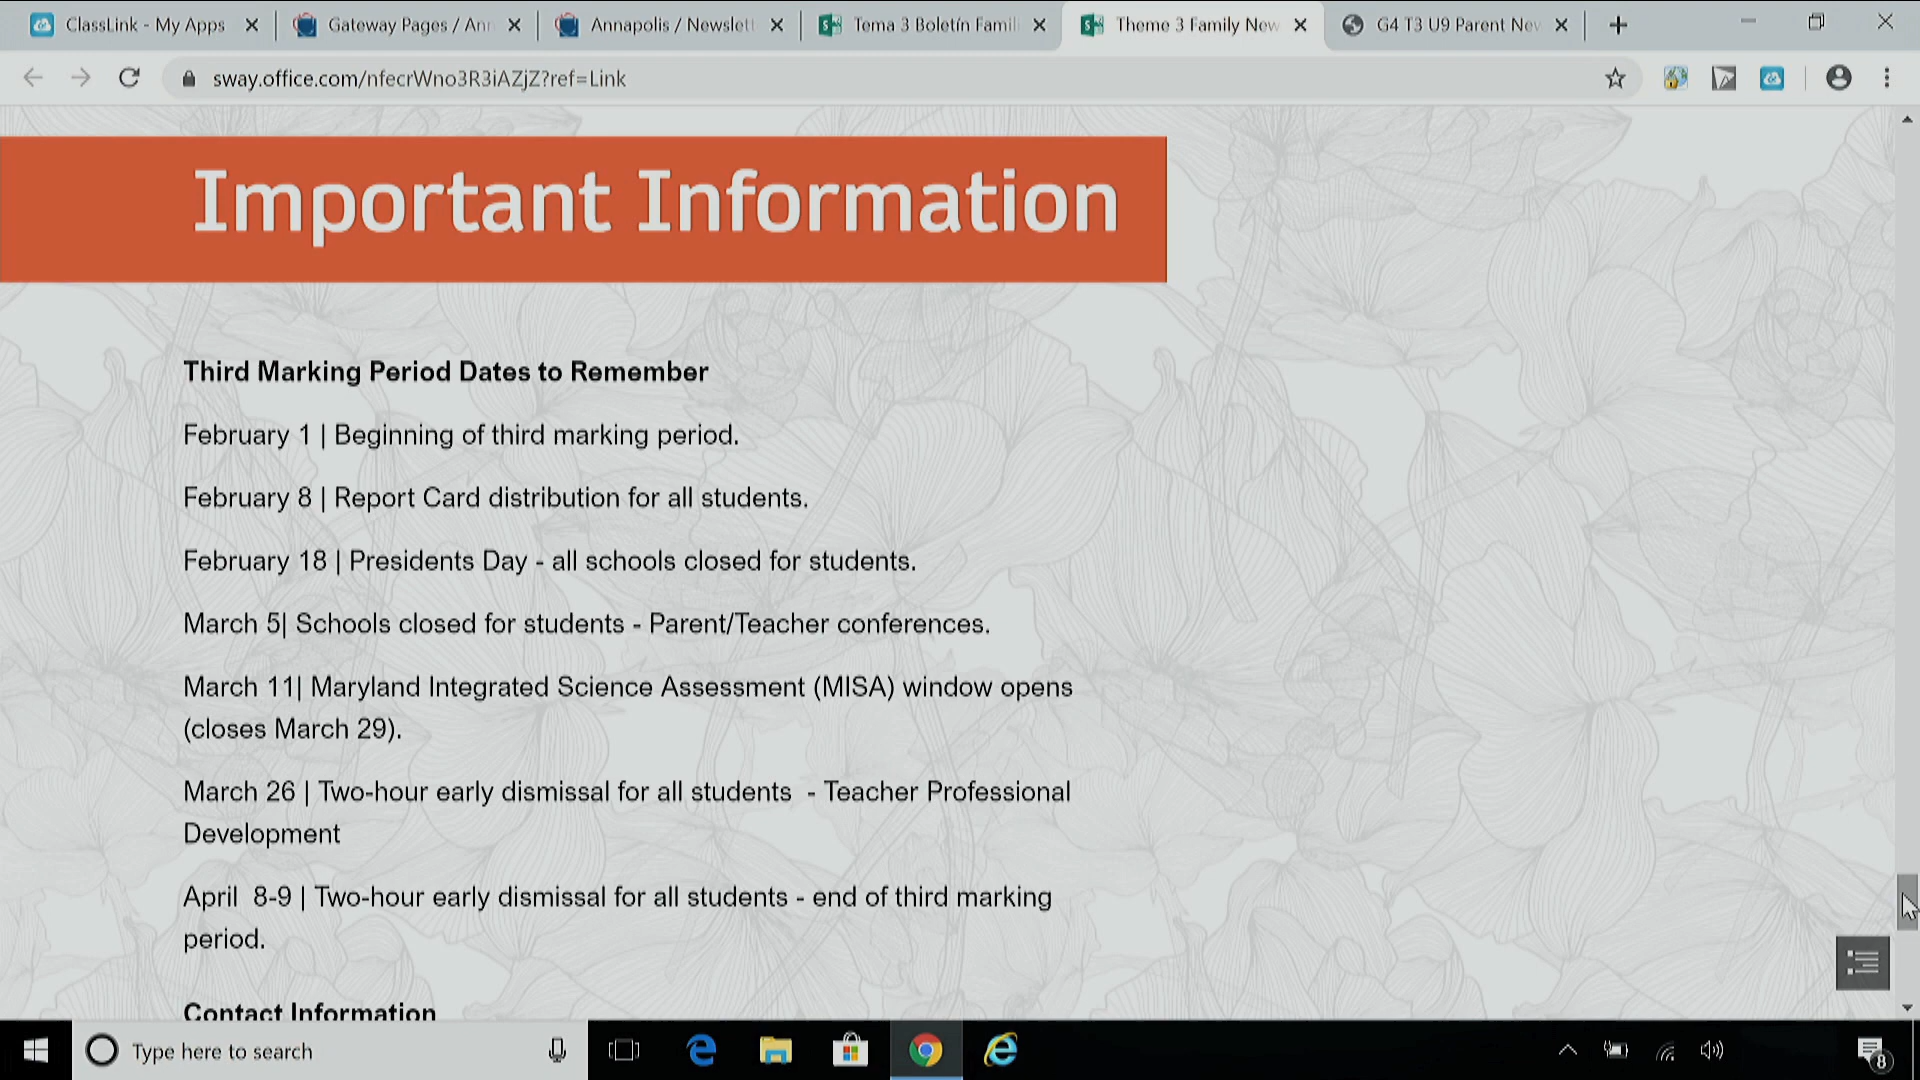 ClassLink - My Apps
Gateway Pages / Ann
Annapolis / Newslett
Tema 3 Boletín Famili
Theme 3 Family New
G4 T3 U9 Parent New
sway.office.com/nfecrWno3R3iAZjZ?ref=Link
Important Information
Third Marking Period Dates to Remember
February 1 | Beginning of third marking period.
February 8 | Report Card distribution for all students.
February 18 | Presidents Day - all schools closed for students.
March 5| Schools closed for students - Parent/Teacher conferences.
March 11| Maryland Integrated Science Assessment (MISA) window opens
(closes March 29).
March 26 | Two-hour early dismissal for all students - Teacher Professional
Development
April 8-9 | Two-hour early dismissal for all students - end of third marking
period.
Contact Information
Type here to search
8